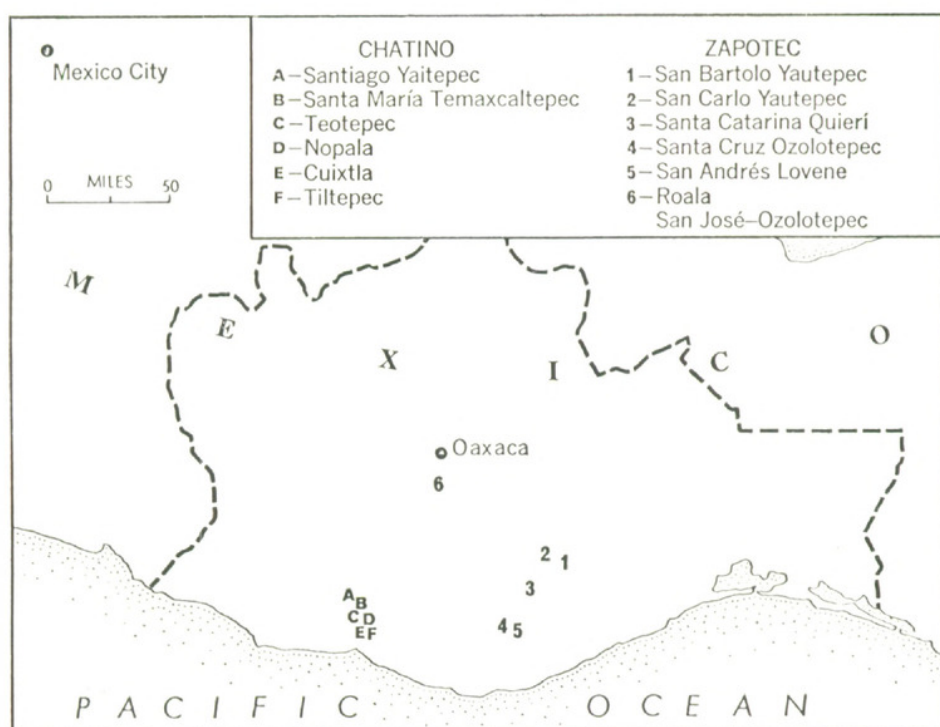 Mexico City
0 MILES 50
CHATINO
A–Santiago Yaitepec
B–Santa María Temaxcaltepec
C–Teotepec
D–Nopala
E–Cuixtla
F–Tiltepec
ZAPOTEC
1–San Bartolo Yautepec
2–San Carlo Yautepec
3–Santa Catarina Quierí
4–Santa Cruz Ozolotepec
5–San Andrés Lovene
6–Roala
San José–Ozolotepec
M E X I C O
Oaxaca
6
2 1
3
A B
C D
E F
4 5
PACIFIC OCEAN